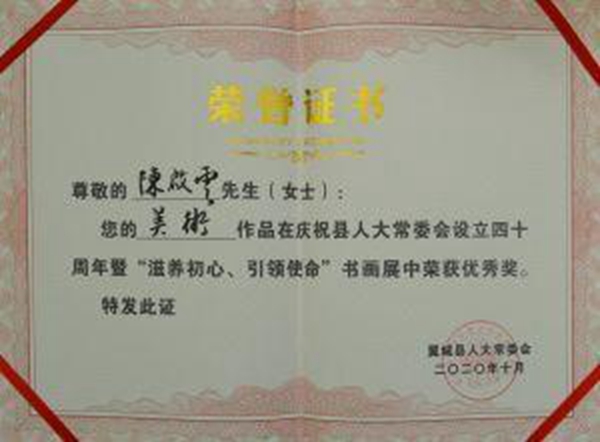 荣誉证书
尊敬的 陳啟雲 先生（女士）：
您的 美術 作品在庆祝县人大常委会设立四十
周年暨“滋养初心、引领使命”书画展中荣获优秀奖。
特发此证
翼城县人大常委会
二〇二〇年十月